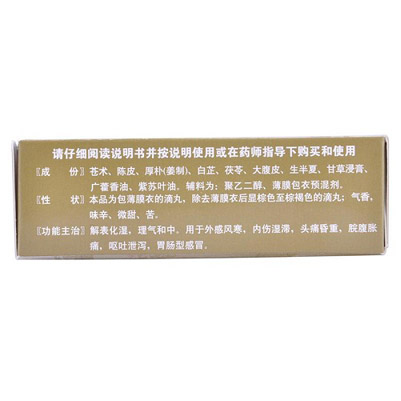 请仔细阅读说明书并按说明使用或在药师指导下购买和使用
〖成　份〗苍术、陈皮、厚朴(姜制)、白芷、茯苓、大腹皮、生半夏、甘草浸膏、
广藿香油、紫苏叶油。辅料为：聚乙二醇、薄膜包衣预混剂。
〖性　状〗本品为包薄膜衣的滴丸，除去薄膜衣后显棕色至棕褐色的滴丸；气香，
味辛、微甜、苦。
〖功能主治〗解表化湿，理气和中。用于外感风寒，内伤湿滞，头痛昏重，脘腹胀
痛，呕吐泄泻，胃肠型感冒。